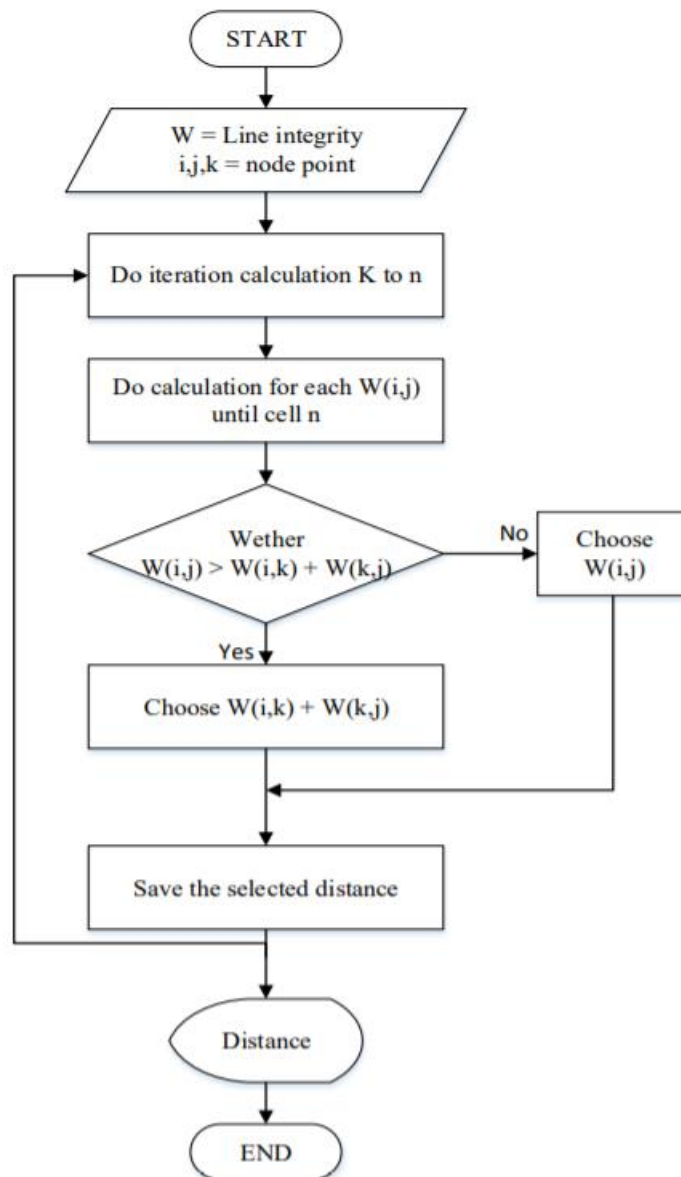 START
W = Line integrity
i,j,k = node point
Do iteration calculation K to n
Do calculation for each W(i,j)
until cell n
Wether
W(i,j) > W(i,k) + W(k,j)
No
Choose
W(i,j)
Yes
Choose W(i,k) + W(k,j)
Save the selected distance
Distance
END